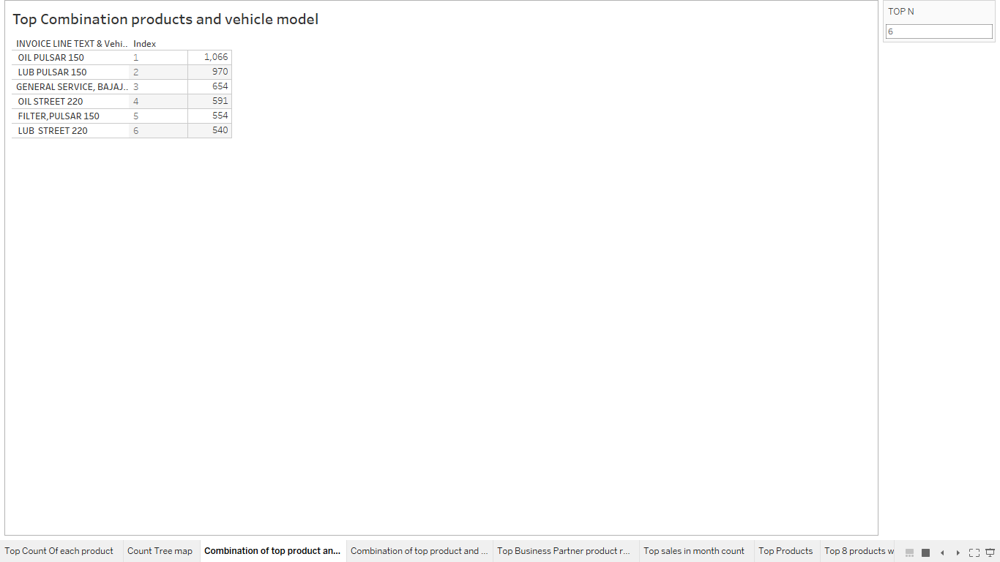 Top Combination products and vehicle model
TOP N
6
INVOICE LINE TEXT & Vehi.. Index
OIL PULSAR 150 1 1,066
LUB PULSAR 150 2 970
GENERAL SERVICE, BAJAJ.. 3 654
OIL STREET 220 4 591
FILTER,PULSAR 150 5 554
LUB  STREET 220 6 540
Top Count Of each product Count Tree map Combination of top product an... Combination of top product and ... Top Business Partner product r... Top sales in month count Top Products Top 8 products w